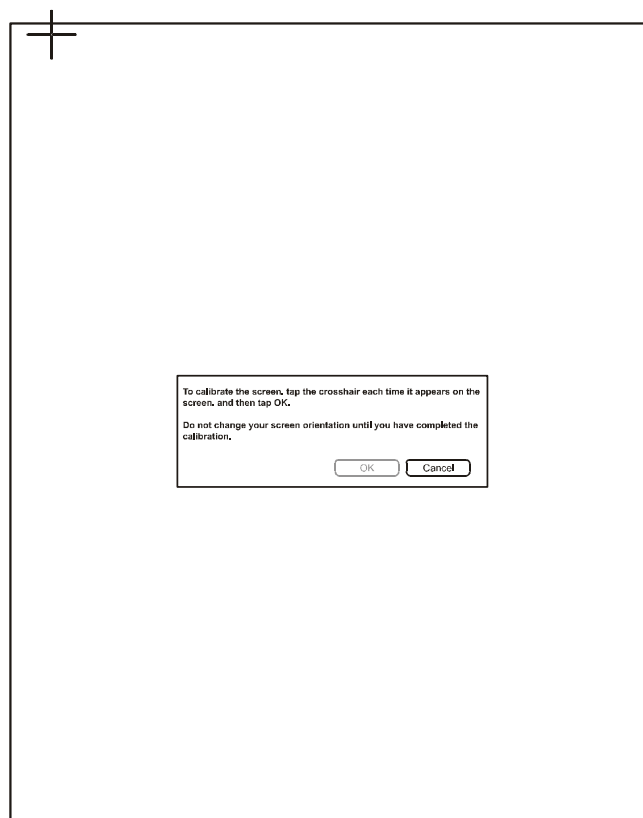 To calibrate the screen, tap the crosshair each time it appears on the
screen, and then tap OK.
Do not change your screen orientation until you have completed the
calibration.
OK Cancel